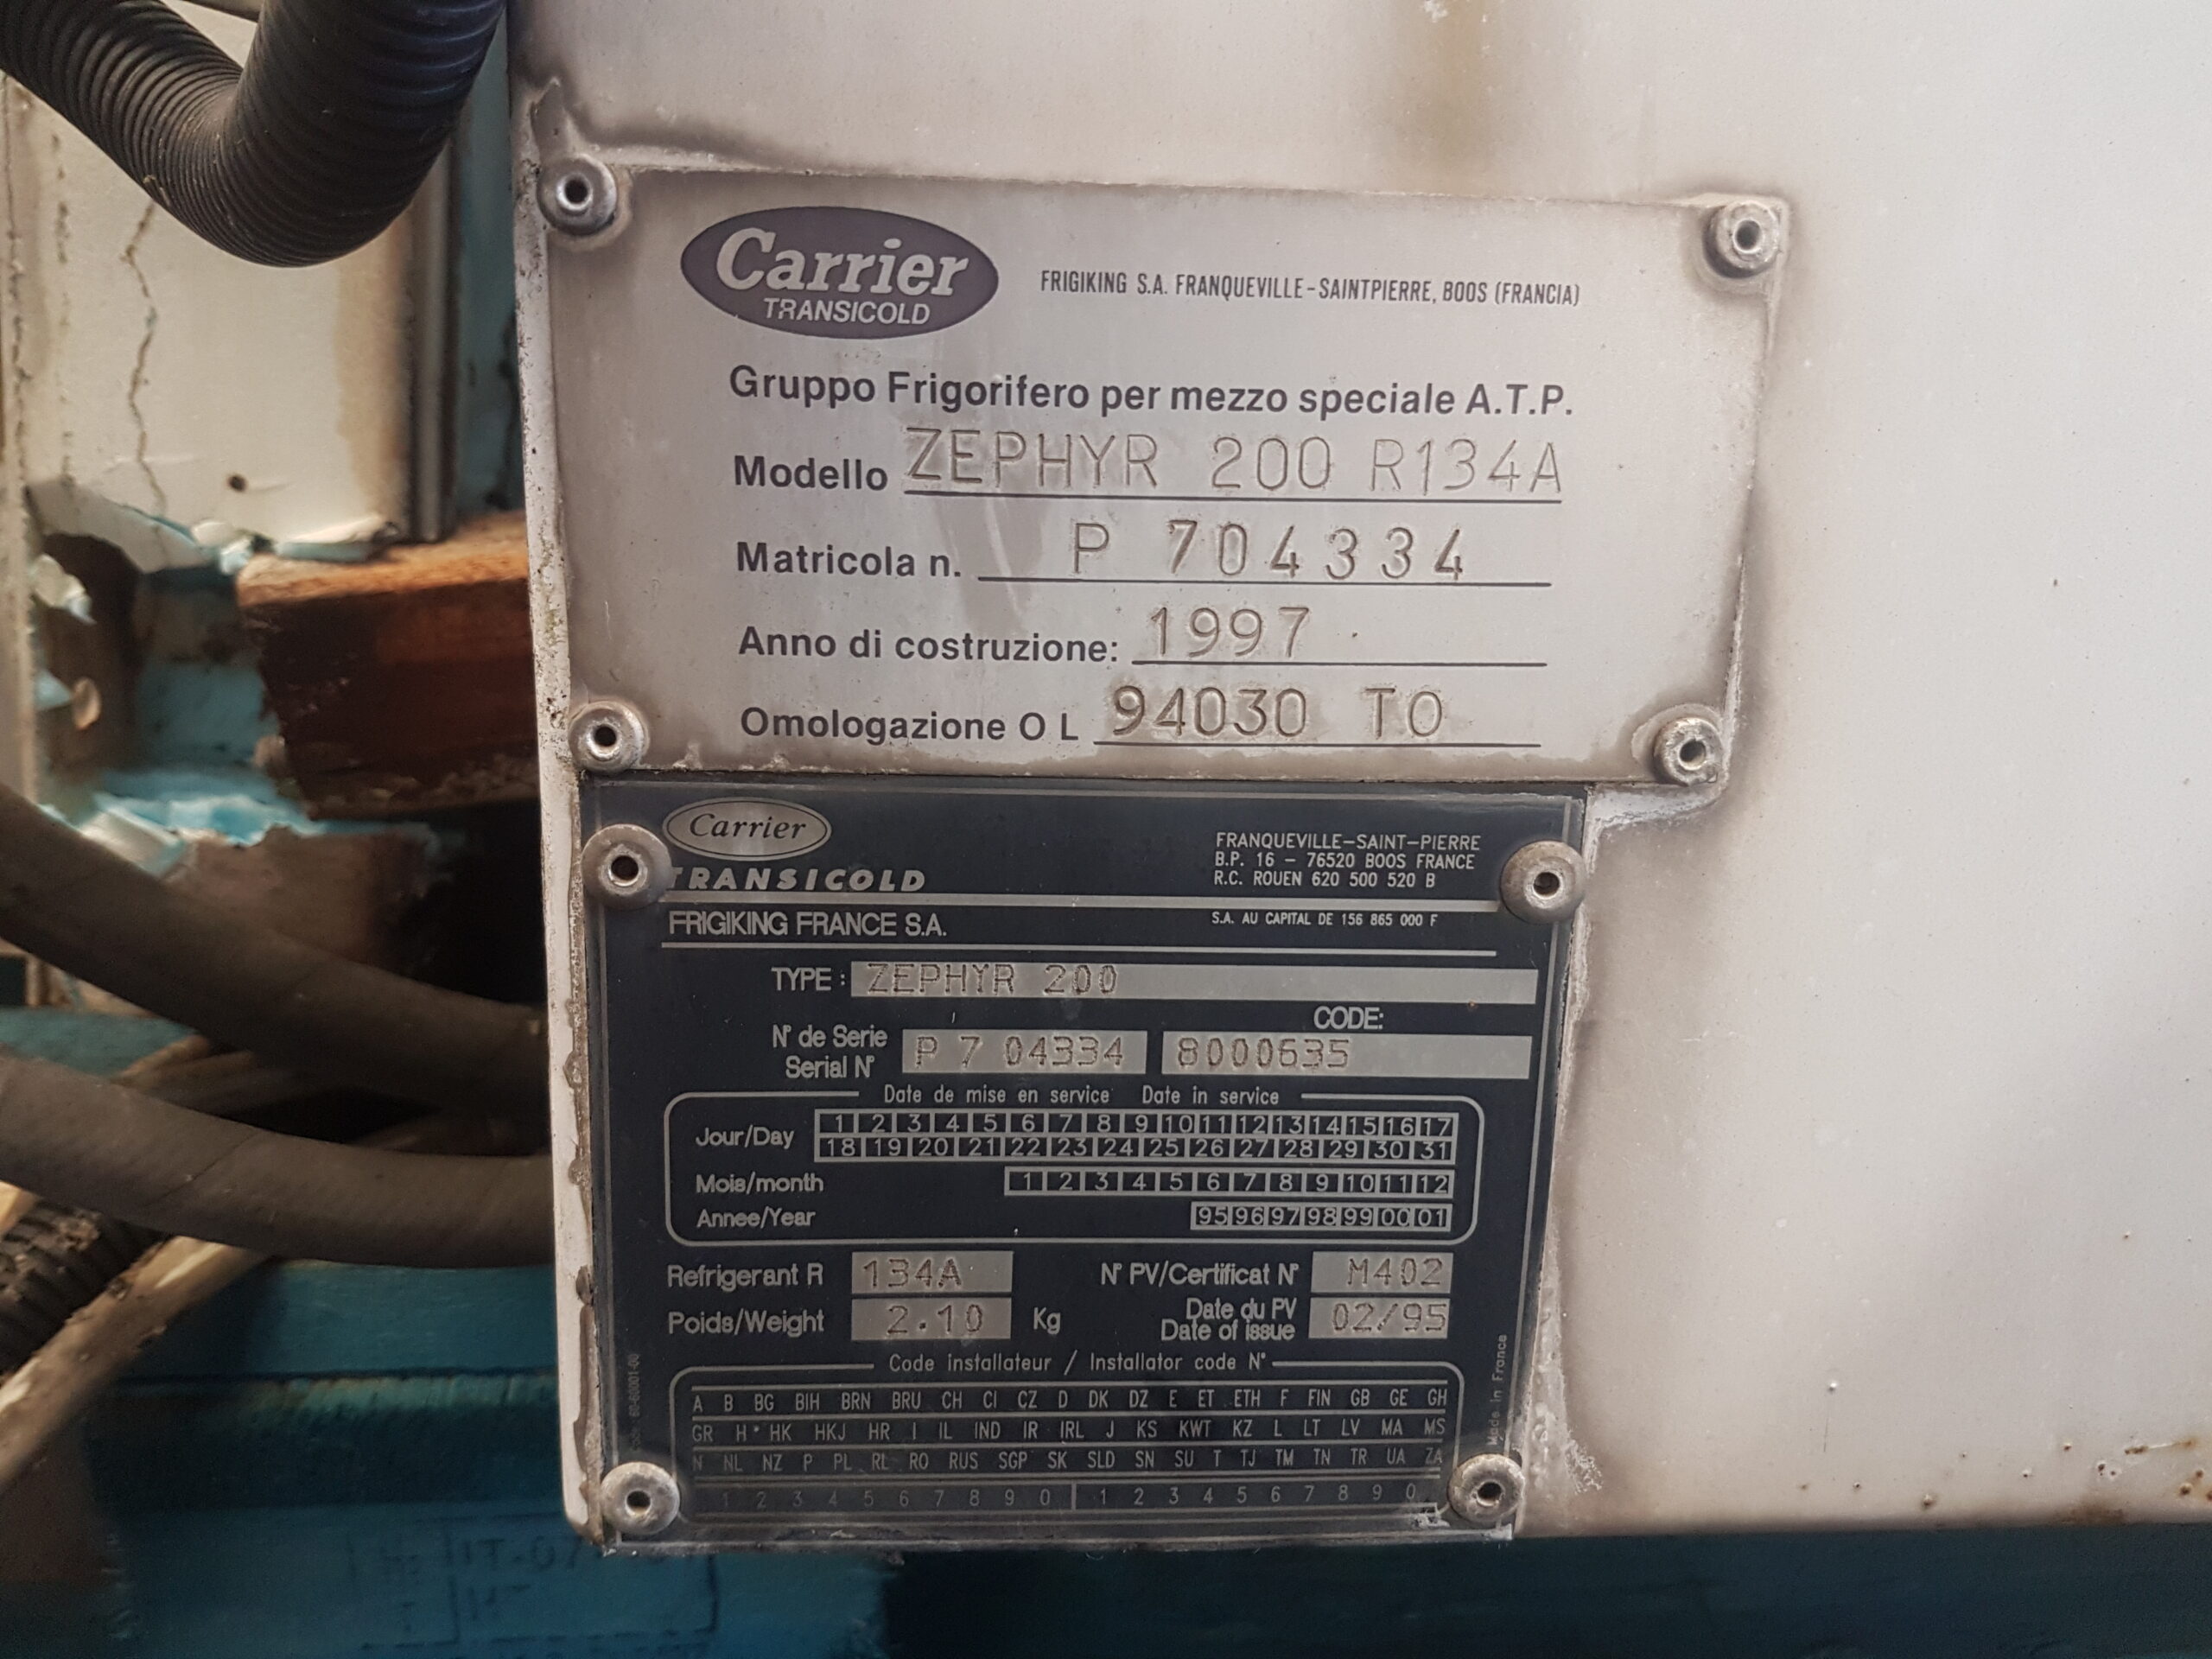 Carrier
TRANSICOLD
FRIGIKING S.A. FRANQUEVILLE-SAINTPIERRE, BOOS (FRANCIA)
Gruppo Frigorifero per mezzo speciale A.T.P.
Modello ZEPHYR 200 R134A
Matricola n. P 704334
Anno di costruzione: 1997
Omologazione O L 94030 TO
Carrier
TRANSICOLD
FRANQUEVILLE-SAINT-PIERRE
B.P. 16 - 76520 BOOS FRANCE
R.C. ROUEN 620 500 520 B
FRIGIKING FRANCE S.A.
S.A. AU CAPITAL DE 156 865 000 F
TYPE : ZEPHYR 200
CODE:
N° de Serie
Serial N° P 7 04334 8000635
Date de mise en service Date in service
Jour/Day 1 2 3 4 5 6 7 8 9 10 11 12 13 14 15 16 17
18 19 20 21 22 23 24 25 26 27 28 29 30 31
Mois/month 1 2 3 4 5 6 7 8 9 10 11 12
Annee/Year 95 96 97 98 99 00 01
Refrigerant R 134A N° PV/Certificat N° M402
Poids/Weight 2.10 Kg Date du PV
Date of issue 02/95
Code installateur / Installator code N°
A B BG BIH BRN BRU CH CI CZ D DK DZ E ET ETH F FIN GB GE GH
GR H HK HKJ HR I IL IND IR IRL J KS KWT KZ L LT LV MA MS
N NL NZ P PL RL RO RUS SGP SK SLD SN SU T TJ TM TN TR UA ZA
1 2 3 4 5 6 7 8 9 0 1 2 3 4 5 6 7 8 9 0
Made in France